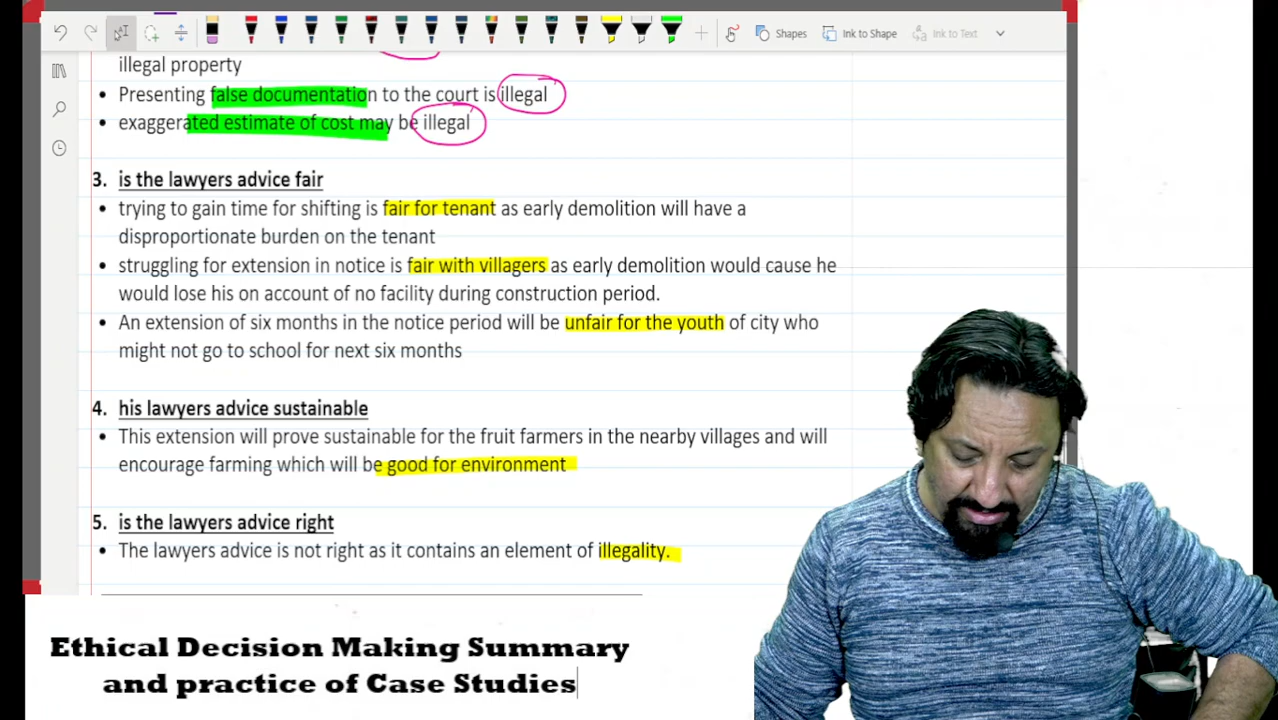 Shapes
Ink to Shape
Ink to Text
illegal property
• Presenting false documentation to the court is illegal
• exaggerated estimate of cost may be illegal
3. is the lawyers advice fair
• trying to gain time for shifting is fair for tenant as early demolition will have a
disproportionate burden on the tenant
• struggling for extension in notice is fair with villagers as early demolition would cause he
would lose his on account of no facility during construction period.
• An extension of six months in the notice period will be unfair for the youth of city who
might not go to school for next six months
4. his lawyers advice sustainable
• This extension will prove sustainable for the fruit farmers in the nearby villages and will
encourage farming which will be good for environment
5. is the lawyers advice right
• The lawyers advice is not right as it contains an element of illegality.
Ethical Decision Making Summary
and practice of Case Studies